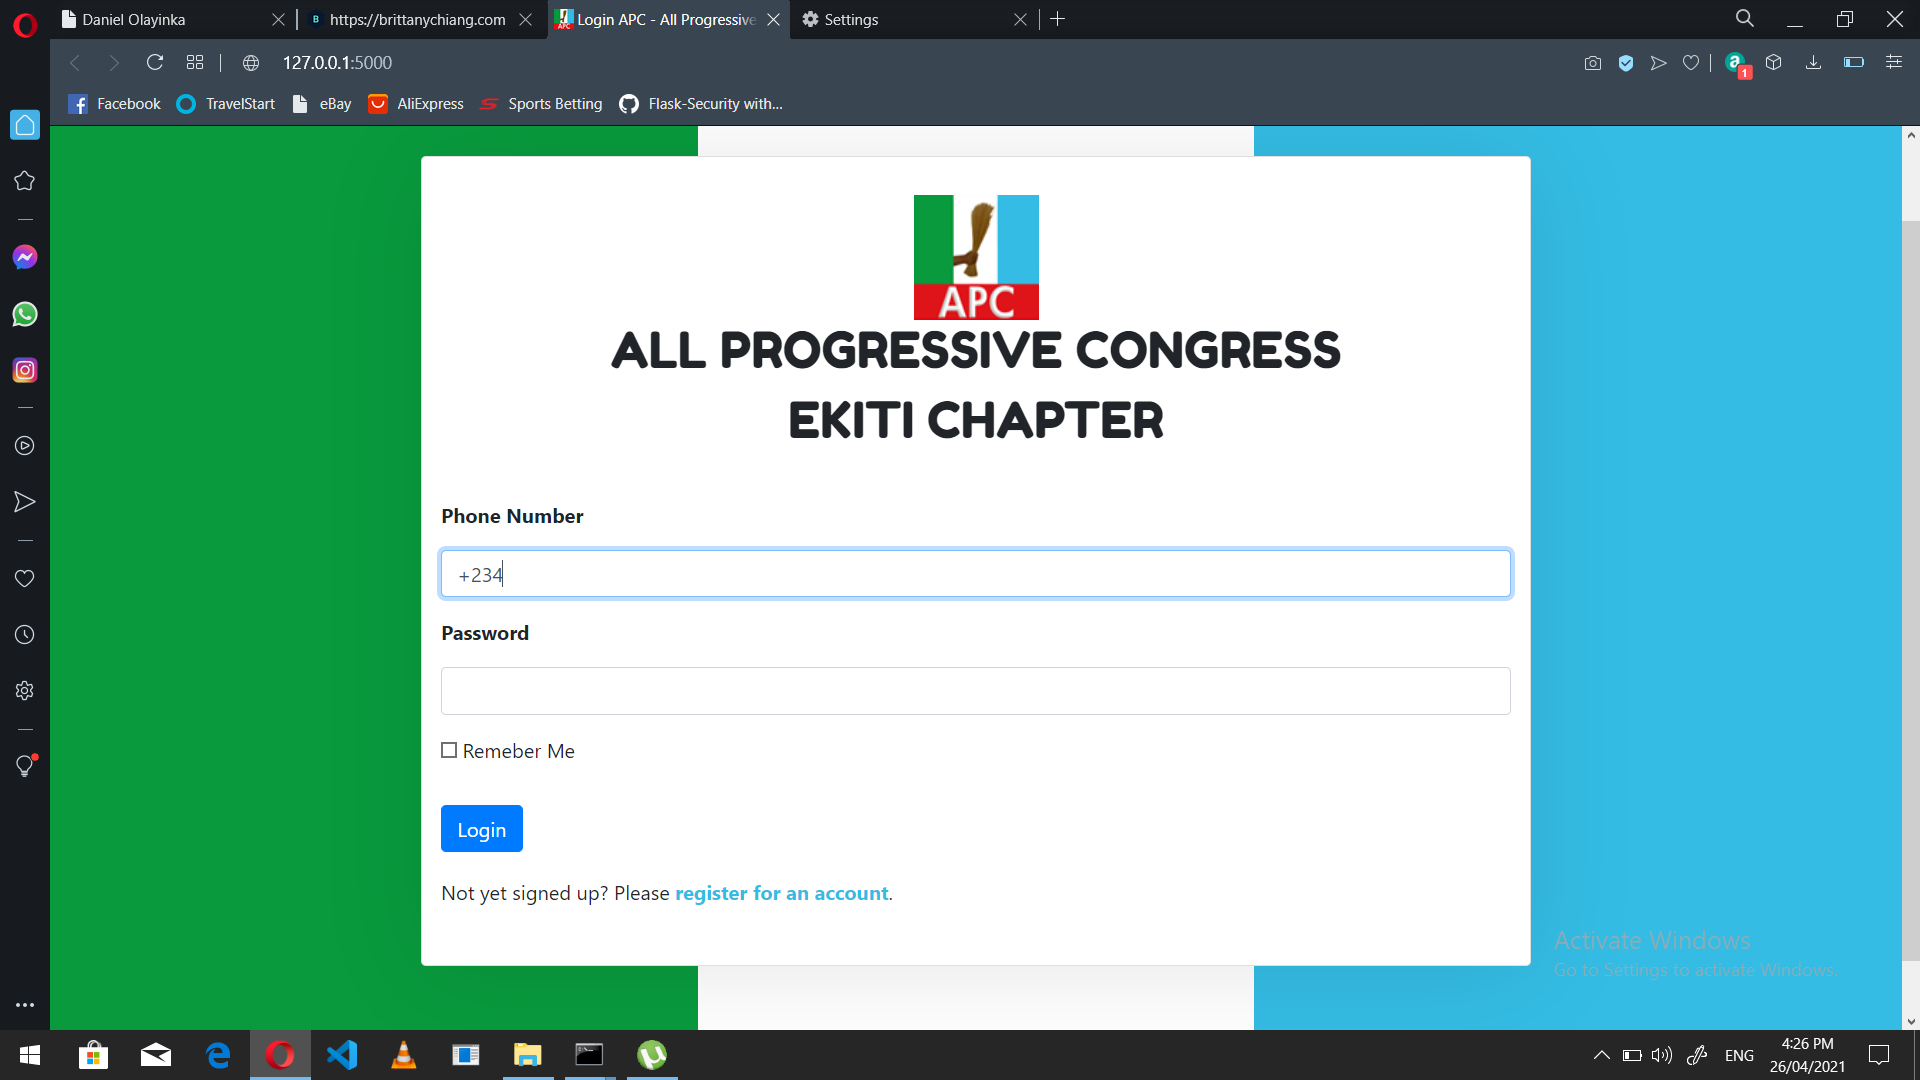 Daniel Olayinka
https://brittanychiang.com
Login APC - All Progressive
Settings
127.0.0.1:5000
1
Facebook
TravelStart
eBay
AliExpress
Sports Betting
Flask-Security with...
APC
ALL PROGRESSIVE CONGRESS
EKITI CHAPTER
Phone Number
+234
Password
Remeber Me
Login
Not yet signed up? Please register for an account.
Activate Windows
Go to Settings to activate Windows.
ENG
4:26 PM
26/04/2021